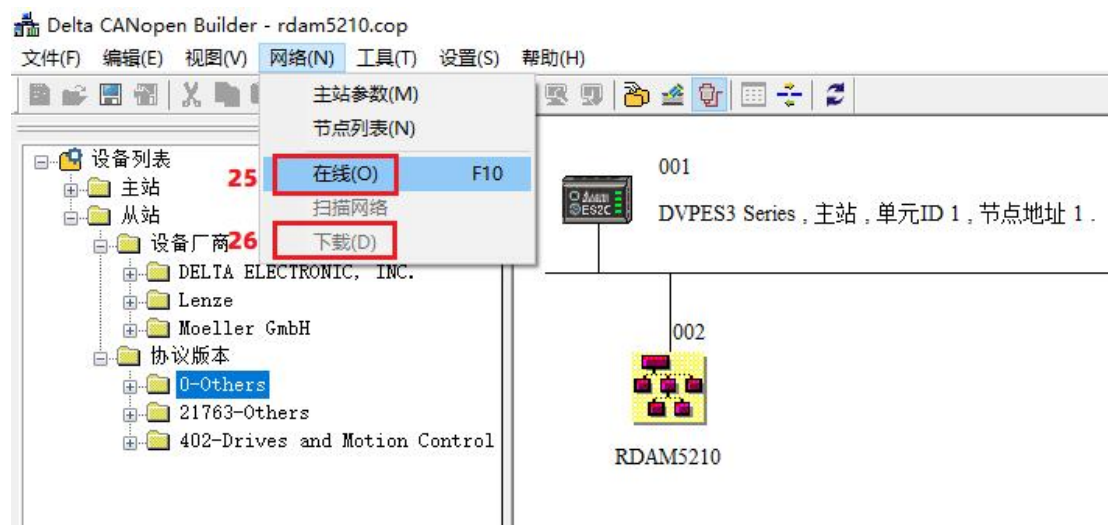 Delta CANopen Builder - rdam5210.cop
文件(F) 编辑(E) 视图(V) 网络(N) 工具(T) 设置(S) 帮助(H)
主站参数(M)
节点列表(N)
25 在线(O) F10
扫描网络
26 下载(D)
设备列表
主站
从站
设备厂商
DELTA ELECTRONIC, INC.
Lenze
Moeller GmbH
协议版本
0-Others
21763-Others
402-Drives and Motion Control
001
ES2C
DVPES3 Series , 主站 , 单元ID 1 , 节点地址 1 .
002
RDAM5210